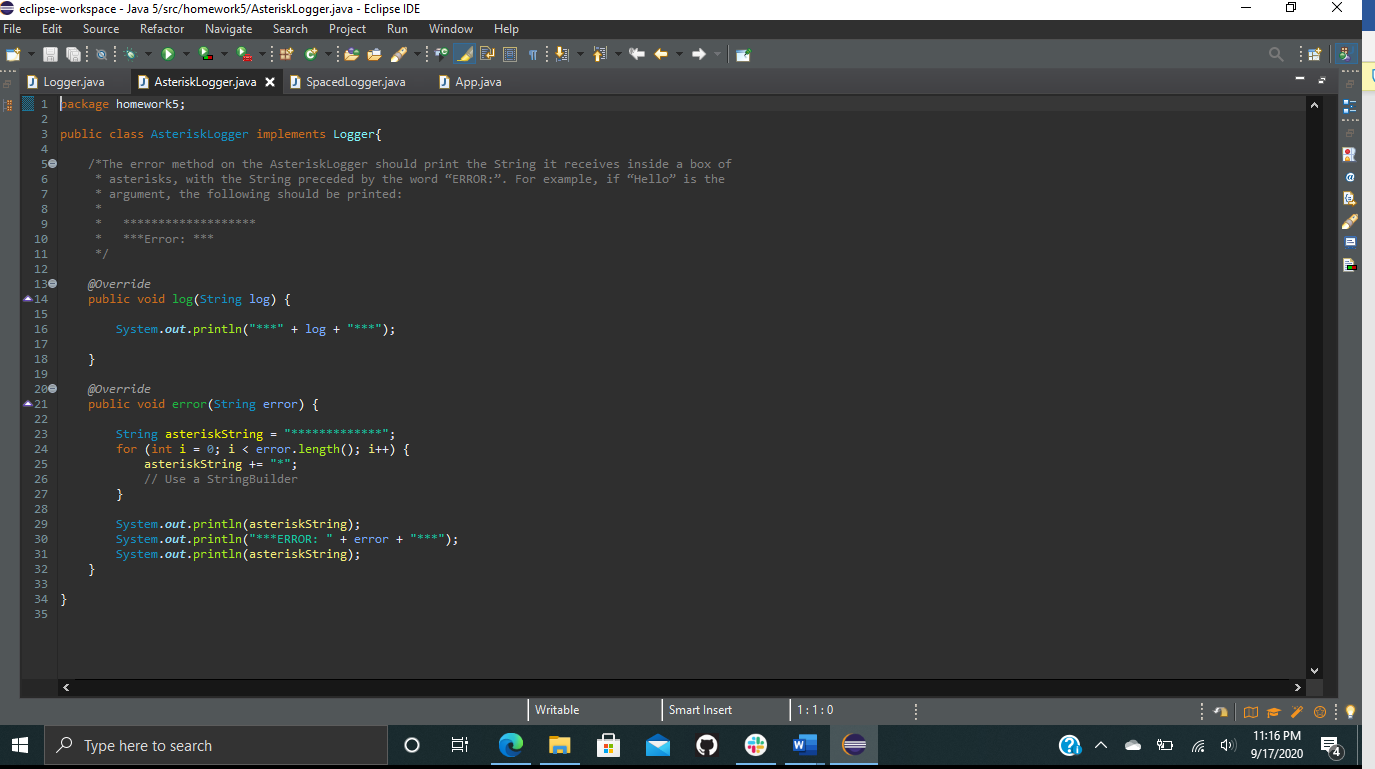 eclipse-workspace - Java 5/src/homework5/AsteriskLogger.java - Eclipse IDE
File Edit Source Refactor Navigate Search Project Run Window Help
Logger.java AsteriskLogger.java SpacedLogger.java App.java
1 package homework5;
2
3 public class AsteriskLogger implements Logger{
4
5 /*The error method on the AsteriskLogger should print the String it receives inside a box of
6 * asterisks, with the String preceded by the word “ERROR:”. For example, if “Hello” is the
7 * argument, the following should be printed:
8 *
9 * *******************
10 * ***Error: ***
11 */
12
13 @Override
14 public void log(String log) {
15
16 System.out.println("***" + log + "***");
17
18 }
19
20 @Override
21 public void error(String error) {
22
23 String asteriskString = "*************";
24 for (int i = 0; i < error.length(); i++) {
25 asteriskString += "*";
26 // Use a StringBuilder
27 }
28
29 System.out.println(asteriskString);
30 System.out.println("***ERROR: " + error + "***");
31 System.out.println(asteriskString);
32 }
33
34 }
35
Writable Smart Insert 1 : 1 : 0
Type here to search
11:16 PM
9/17/2020
4